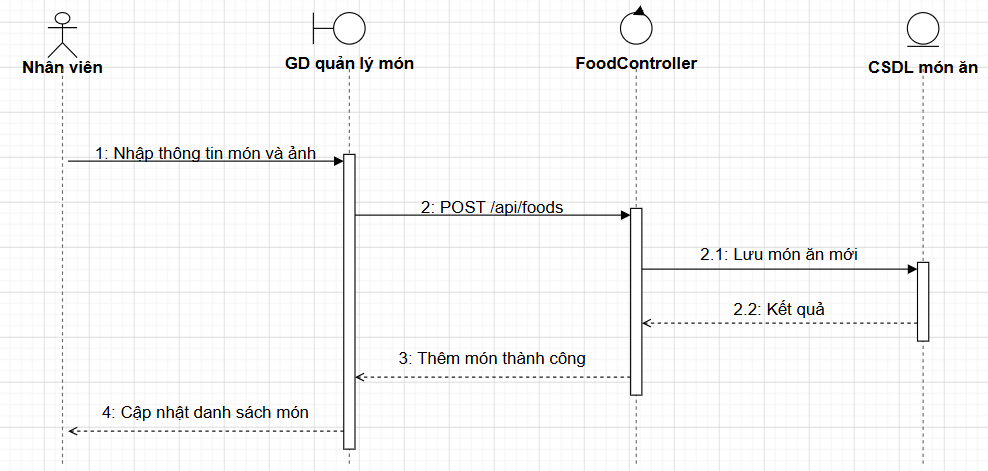 Nhân viên
GD quản lý món
FoodController
CSDL món ăn
1: Nhập thông tin món và ảnh
2: POST /api/foods
2.1: Lưu món ăn mới
2.2: Kết quả
3: Thêm món thành công
4: Cập nhật danh sách món